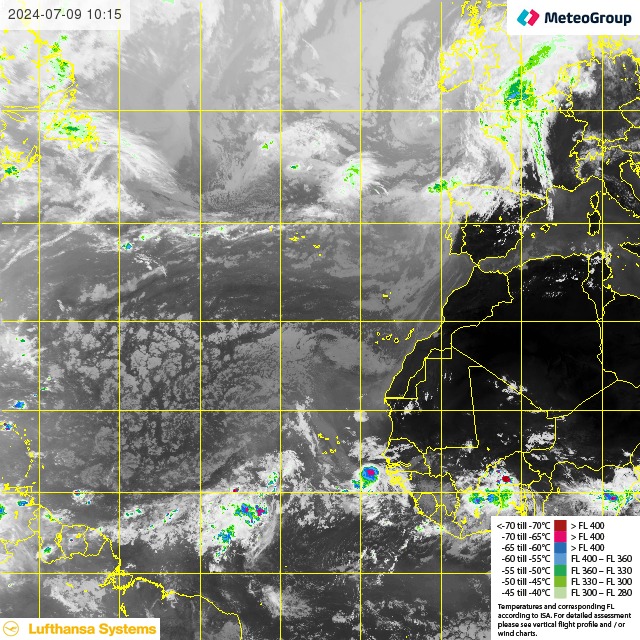 2024-07-09 10:15
MeteoGroup
<-70 till -70°C > FL 400
-70 till -65°C > FL 400
-65 till -60°C > FL 400
-60 till -55°C FL 400 – FL 360
-55 till -50°C FL 360 – FL 330
-50 till -45°C FL 330 – FL 300
-45 till -40°C FL 300 – FL 280
Temperatures and corresponding FL
according to ISA. For detailed assessment
please see vertical flight profile and / or
wind charts.
Lufthansa Systems